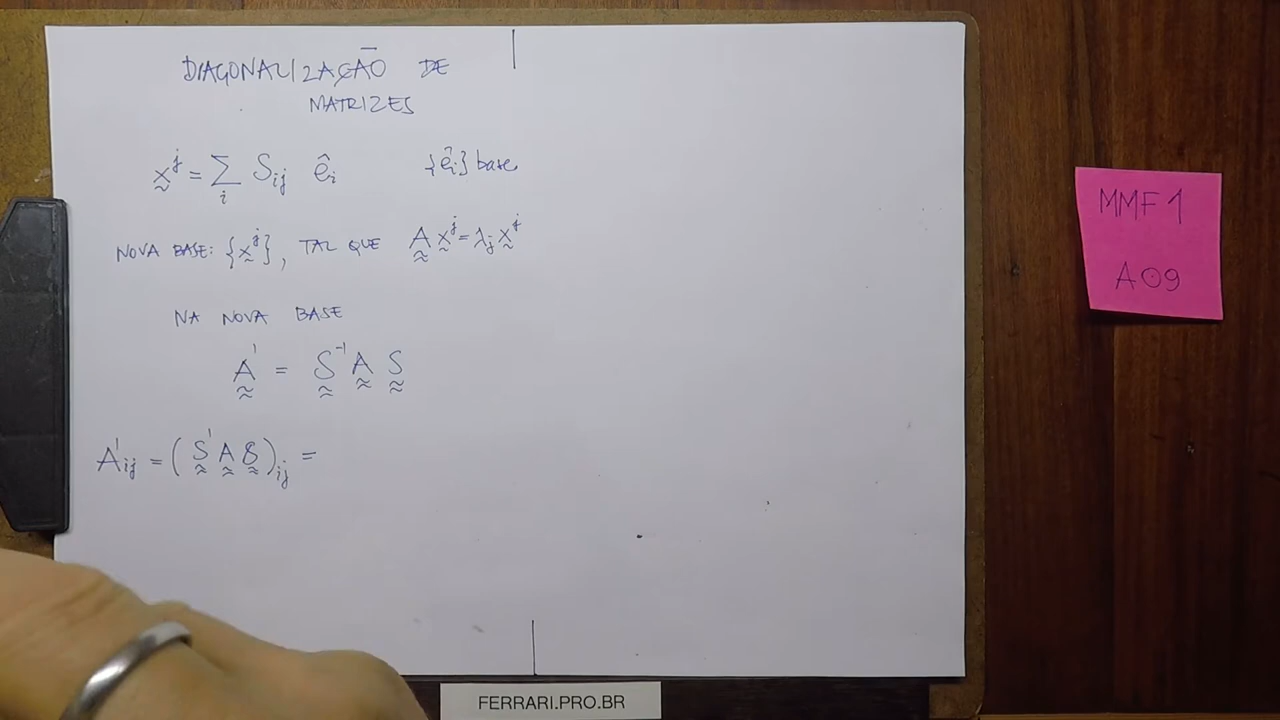 DIAGONALIZAÇÃO DE
MATRIZES
x^j = Σ_i S_ij ê_i {ê_i} base
NOVA BASE: {x^j}, TAL QUE A x^j = λ_j x^j
NA NOVA BASE
A' = S^-1 A S
A'_ij = ( S' A S )_ij =
MMF1
A09
FERRARI.PRO.BR